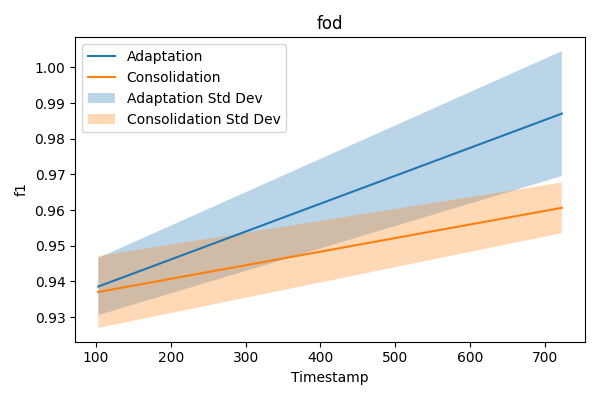 fod
Adaptation
Consolidation
Adaptation Std Dev
Consolidation Std Dev
f1
1.00
0.99
0.98
0.97
0.96
0.95
0.94
0.93
100 200 300 400 500 600 700
Timestamp